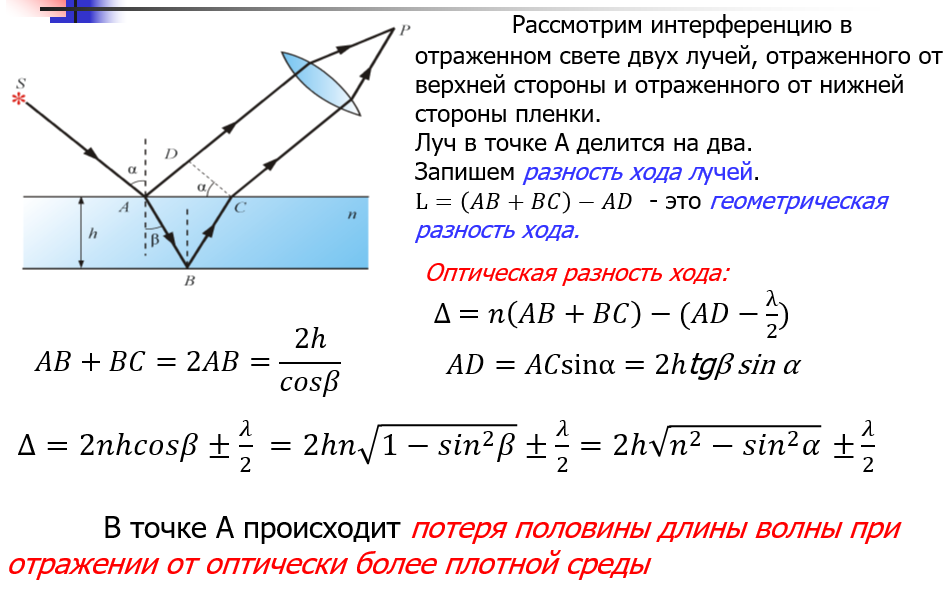 Рассмотрим интерференцию в
отраженном свете двух лучей, отраженного от
верхней стороны и отраженного от нижней
стороны пленки.
Луч в точке А делится на два.
Запишем разность хода лучей.
L = (AB + BC) − AD - это геометрическая
разность хода.
S
P
D
α
α
A
C
n
h
β
B
Оптическая разность хода:
Δ = n(AB + BC) − (AD − λ/2)
AB + BC = 2AB = 2h/cosβ
AD = ACsinα = 2htgβ sin α
Δ = 2nhcosβ ± λ/2 = 2hn√(1 − sin²β) ± λ/2 = 2h√(n² − sin²α) ± λ/2
В точке А происходит потеря половины длины волны при
отражении от оптически более плотной среды